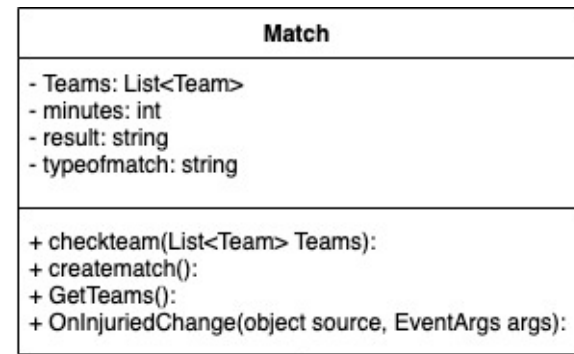 Match
- Teams: List<Team>
- minutes: int
- result: string
- typeofmatch: string
+ checkteam(List<Team> Teams):
+ creatematch():
+ GetTeams():
+ OnInjuriedChange(object source, EventArgs args):